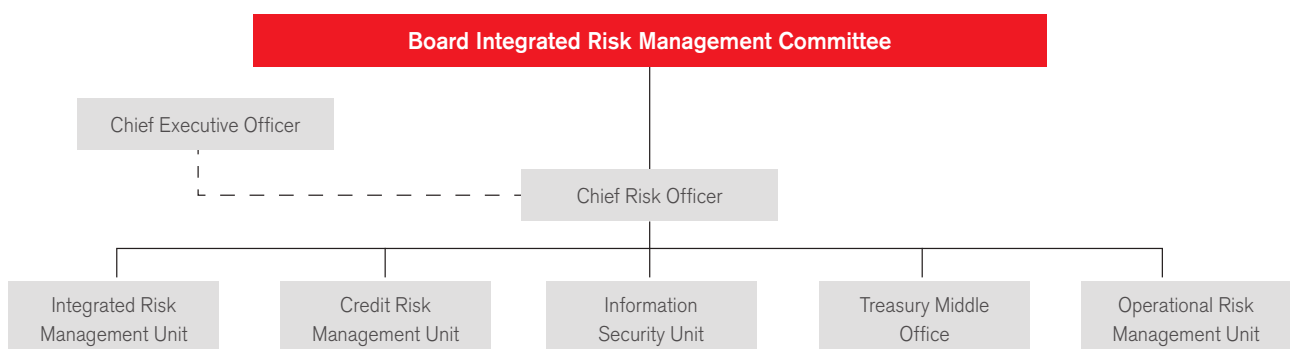 Board Integrated Risk Management Committee
Chief Executive Officer
Chief Risk Officer
Integrated Risk
Management Unit
Credit Risk
Management Unit
Information
Security Unit
Treasury Middle
Office
Operational Risk
Management Unit